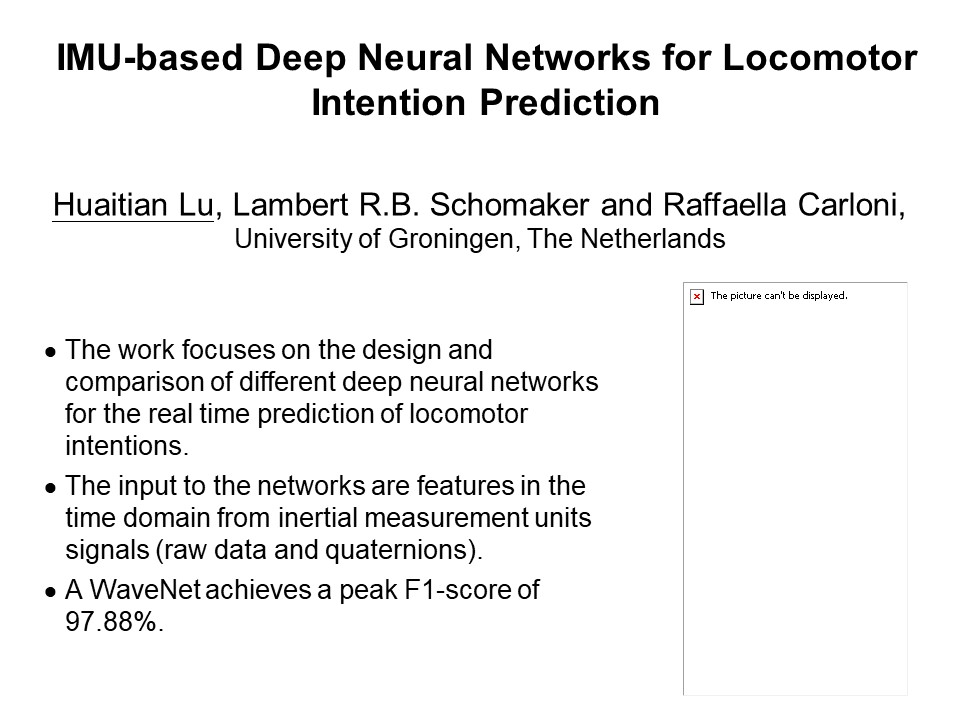 IMU-based Deep Neural Networks for Locomotor
Intention Prediction
Huaitian Lu, Lambert R.B. Schomaker and Raffaella Carloni,
University of Groningen, The Netherlands
The picture can't be displayed.
● The work focuses on the design and
comparison of different deep neural networks
for the real time prediction of locomotor
intentions.
● The input to the networks are features in the
time domain from inertial measurement units
signals (raw data and quaternions).
● A WaveNet achieves a peak F1-score of
97.88%.